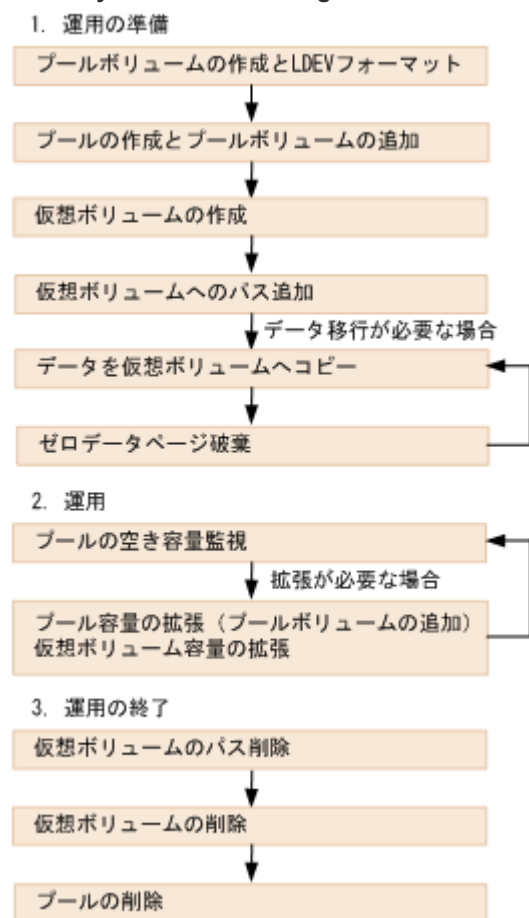 1. 運用の準備
プールボリュームの作成とLDEVフォーマット
プールの作成とプールボリュームの追加
仮想ボリュームの作成
仮想ボリュームへのパス追加
データ移行が必要な場合
データを仮想ボリュームへコピー
ゼロデータページ破棄
2. 運用
プールの空き容量監視
拡張が必要な場合
プール容量の拡張（プールボリュームの追加）
仮想ボリューム容量の拡張
3. 運用の終了
仮想ボリュームのパス削除
仮想ボリュームの削除
プールの削除